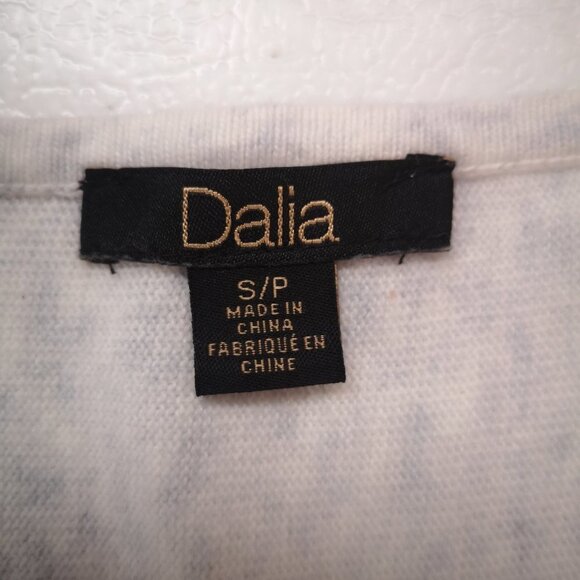 Dalia
S/P
MADE IN
CHINA
FABRIQUÉ EN
CHINE